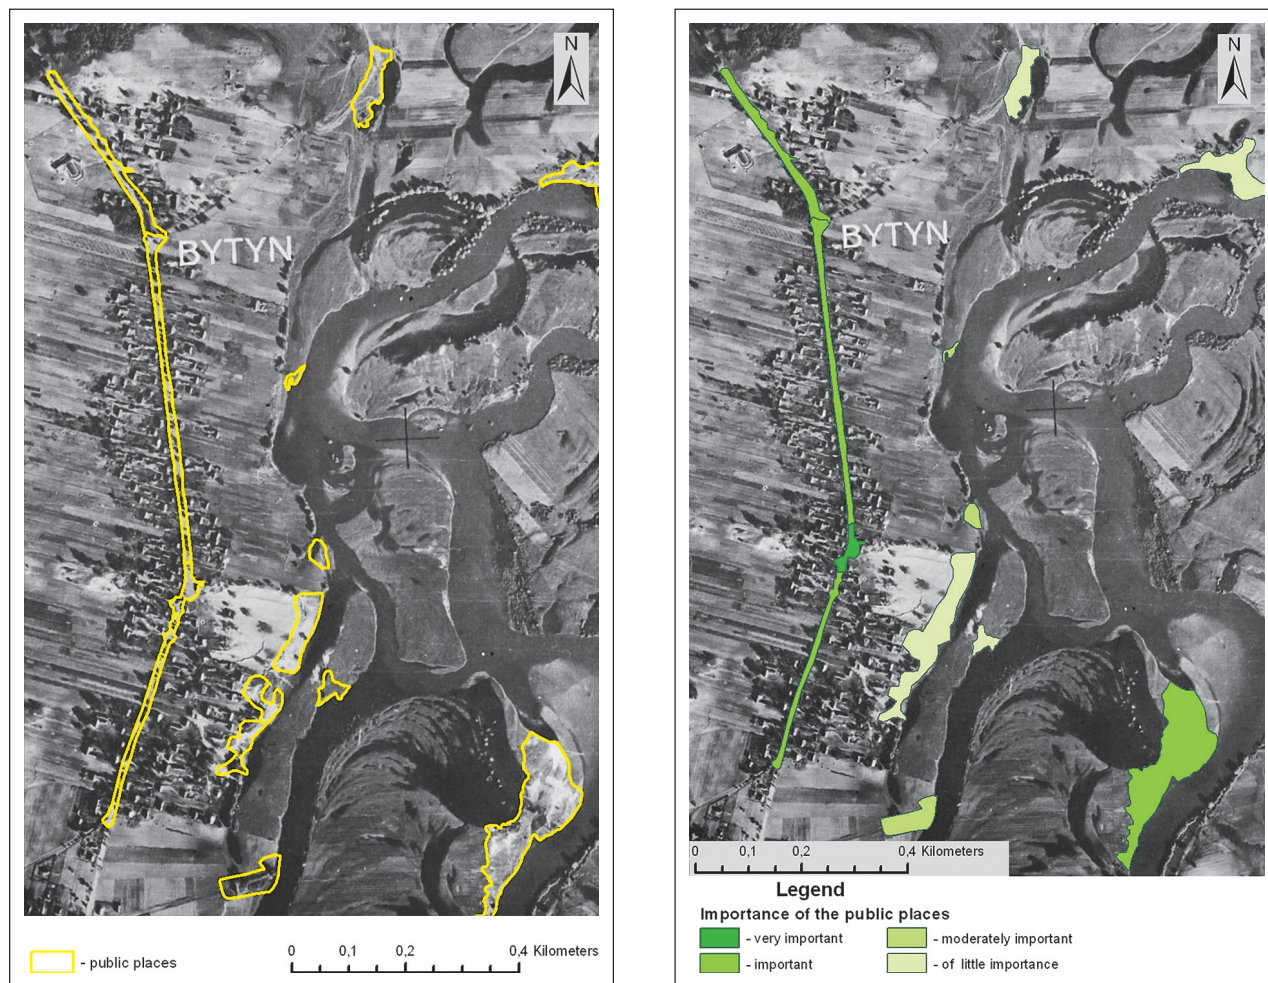 N
BYTYN
- public places
0 0,1 0,2 0,4 Kilometers
N
BYTYN
0 0,1 0,2 0,4 Kilometers
Legend
Importance of the public places
- very important
- important
- moderately important
- of little importance